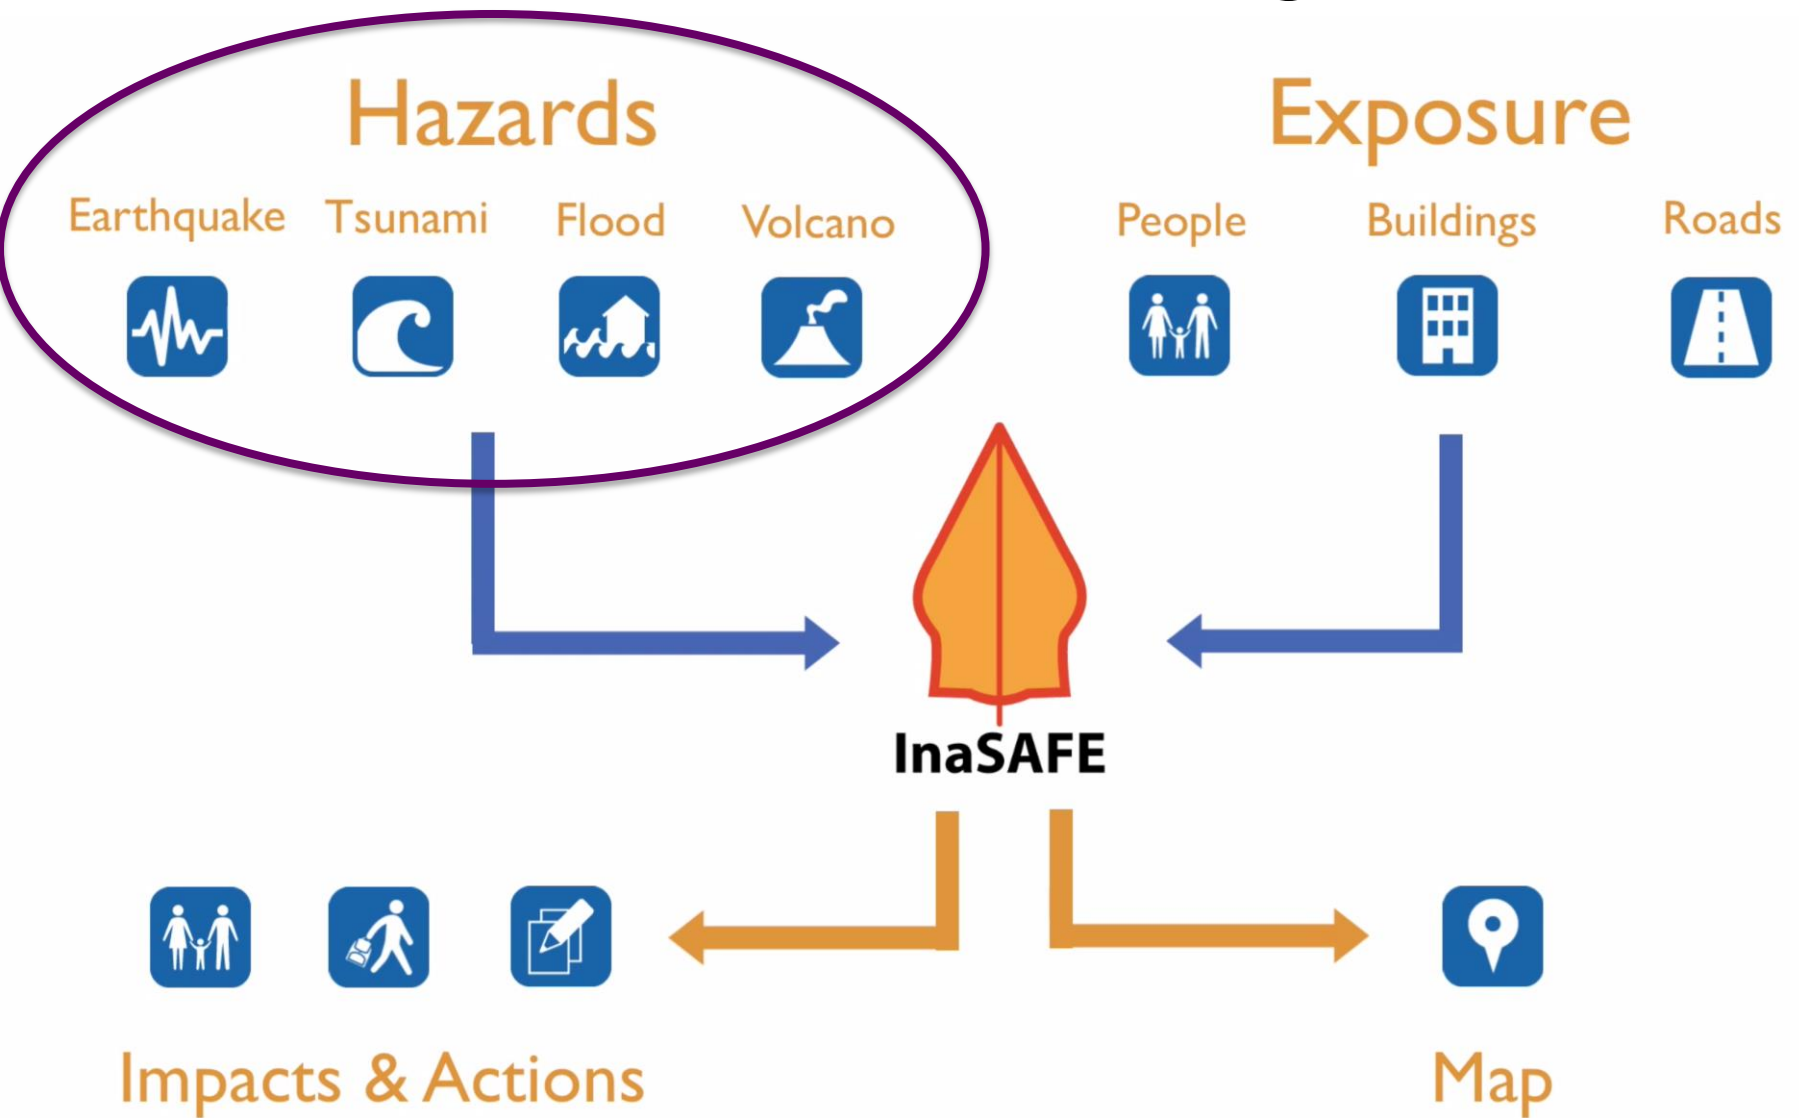 Hazards
Exposure
Earthquake Tsunami Flood Volcano
People Buildings Roads
InaSAFE
Impacts & Actions
Map